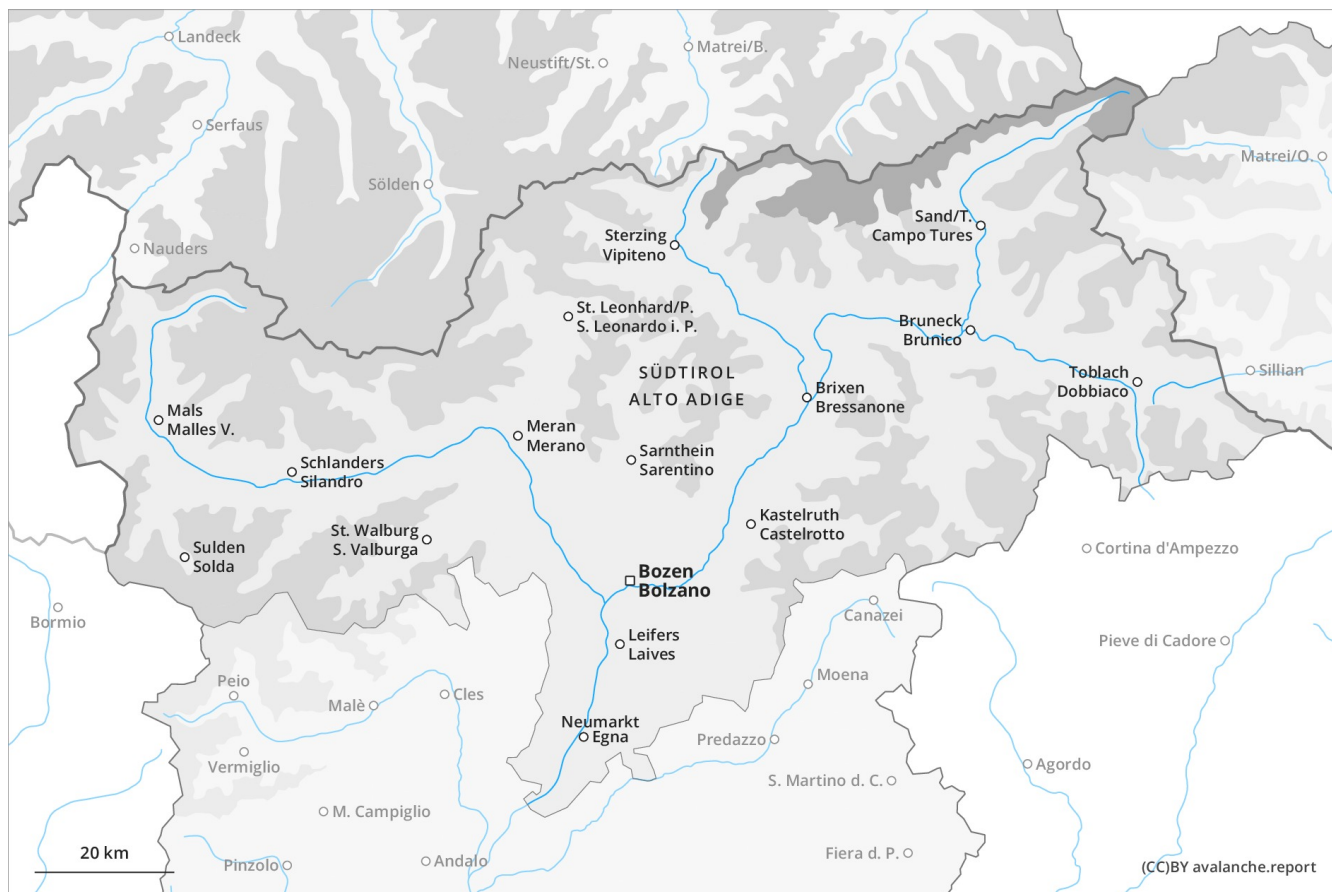 Landeck
Matrei/B.
Neustift/St.
Serfaus
Matrei/O.
Sölden
Sand/T.
Campo Tures
Nauders
Sterzing
Vipiteno
St. Leonhard/P.
S. Leonardo i. P.
Bruneck
Brunico
SÜDTIROL
ALTO ADIGE
Toblach
Dobbiaco
Sillian
Brixen
Bressanone
Mals
Malles V.
Meran
Merano
Sarnthein
Sarentino
Schlanders
Silandro
Kastelruth
Castelrotto
St. Walburg
S. Valburga
Sulden
Solda
Cortina d'Ampezzo
Bozen
Bolzano
Bormio
Canazei
Leifers
Laives
Pieve di Cadore
Peio
Moena
Malè
Cles
Neumarkt
Egna
Predazzo
Vermiglio
Agordo
S. Martino d. C.
M. Campiglio
20 km
Pinzolo
Andalo
Fiera d. P.
(CC)BY avalanche.report